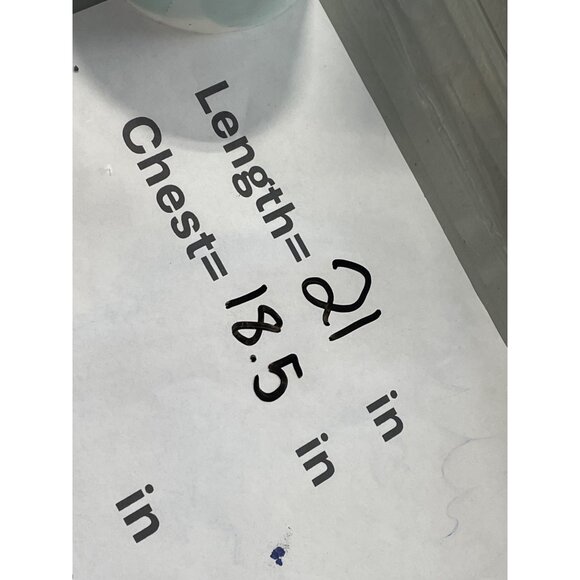 Length= 21 in
Chest= 18.5 in
in